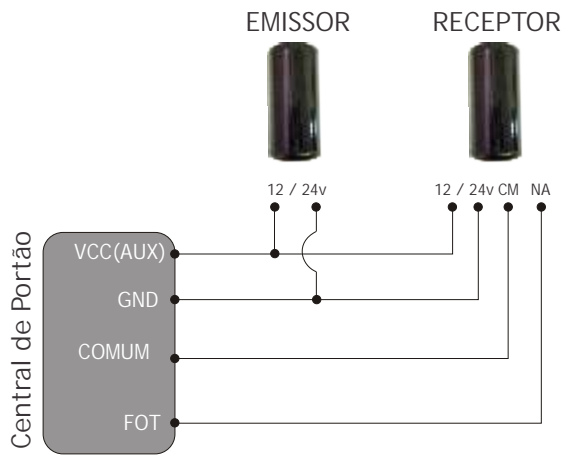 EMISSOR RECEPTOR
12 / 24v 12 / 24v CM NA
Central de Portão
VCC(AUX)
GND
COMUM
FOT